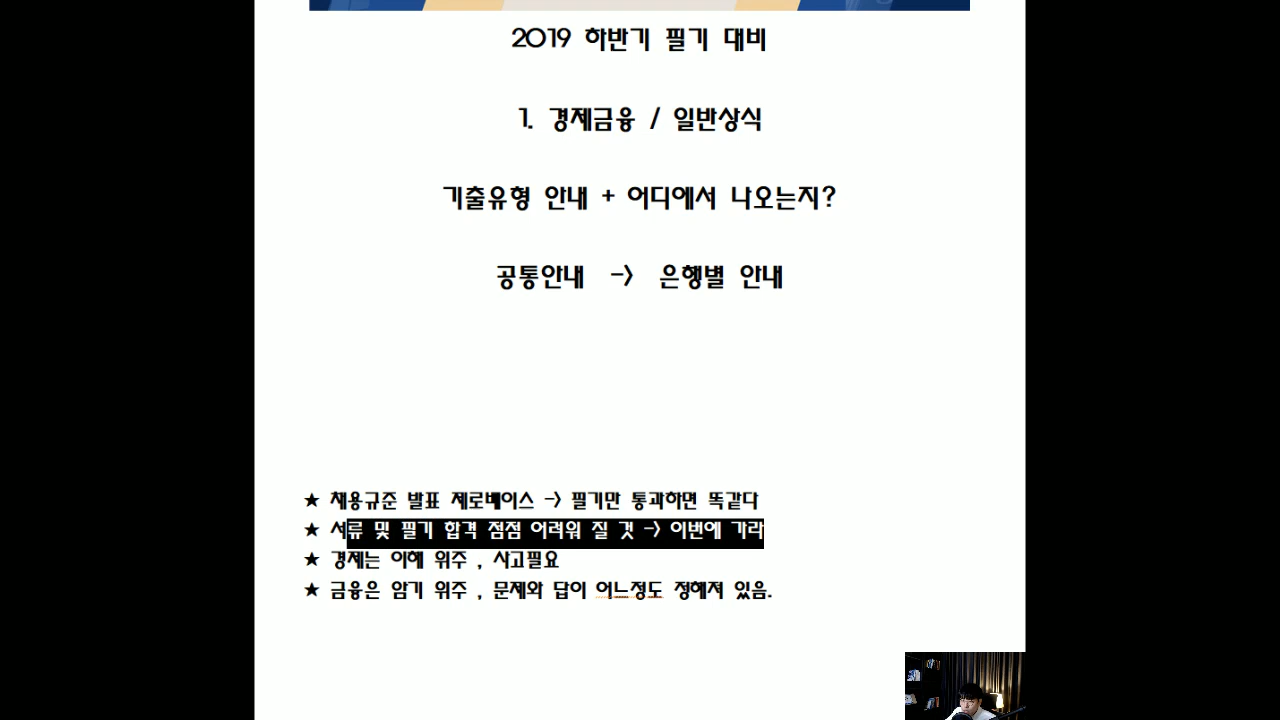 2019 하반기 필기 대비
1. 경제금융 / 일반상식
기출유형 안내 + 어디에서 나오는지?
공통안내 -> 은행별 안내
★ 채용규준 발표 제로베이스 -> 필기만 통과하면 똑같다
★ 서류 및 필기 합격 점점 어려워 질 것 -> 이번에 가라
★ 경제는 이해 위주 , 사고필요
★ 금융은 암기 위주 , 문제와 답이 어느정도 정해져 있음.